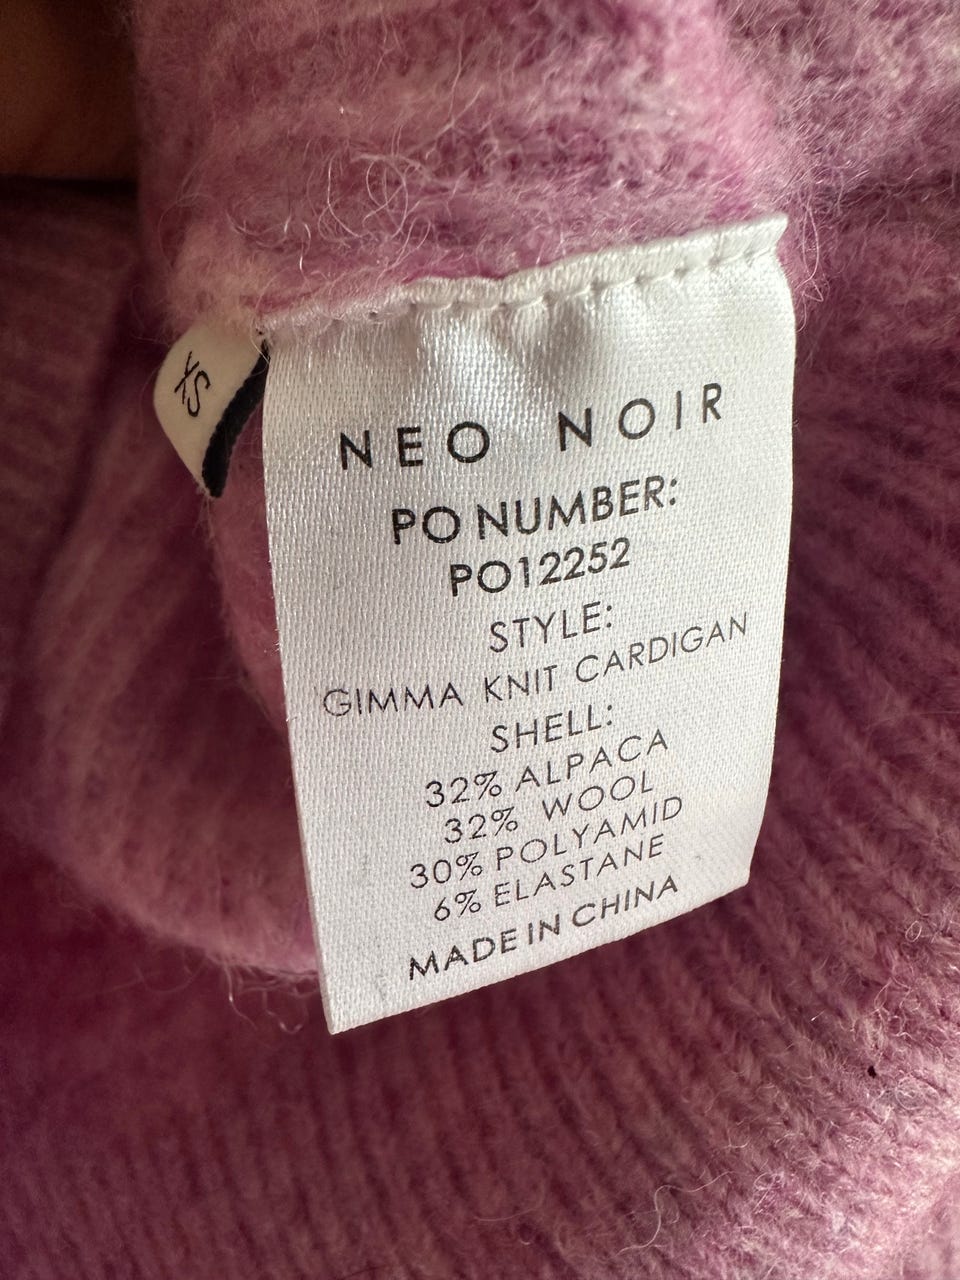 XS
NEO NOIR
PO NUMBER:
PO12252
STYLE:
GIMMA KNIT CARDIGAN
SHELL:
32% ALPACA
32% WOOL
30% POLYAMID
6% ELASTANE
MADE IN CHINA